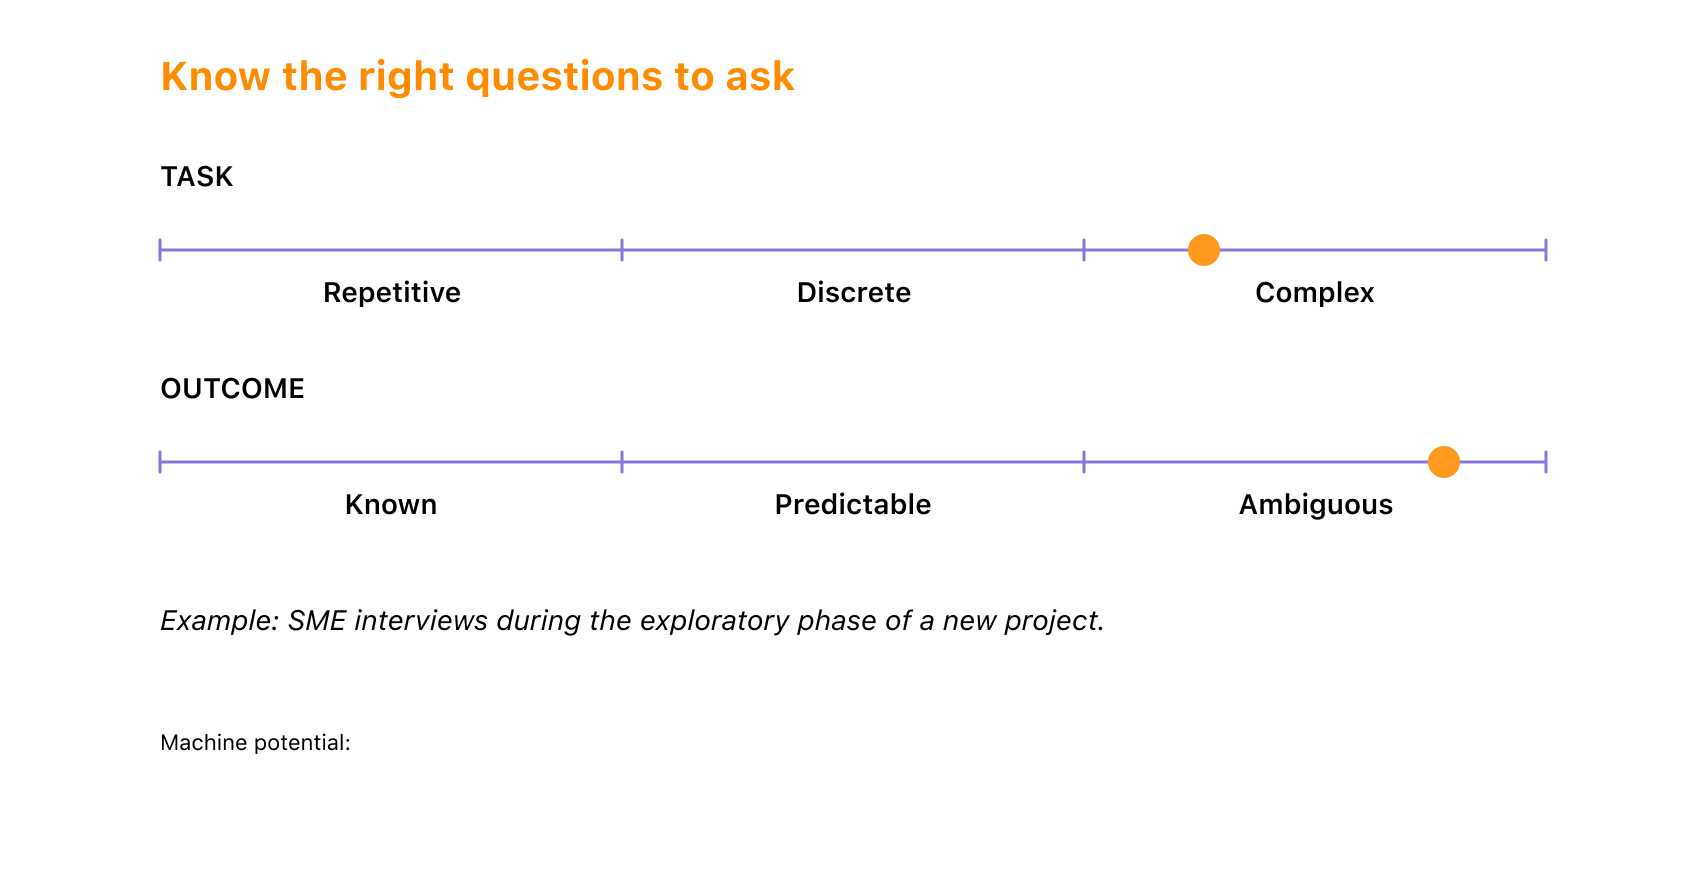 Know the right questions to ask
TASK
Repetitive Discrete Complex
OUTCOME
Known Predictable Ambiguous
Example: SME interviews during the exploratory phase of a new project.
Machine potential: